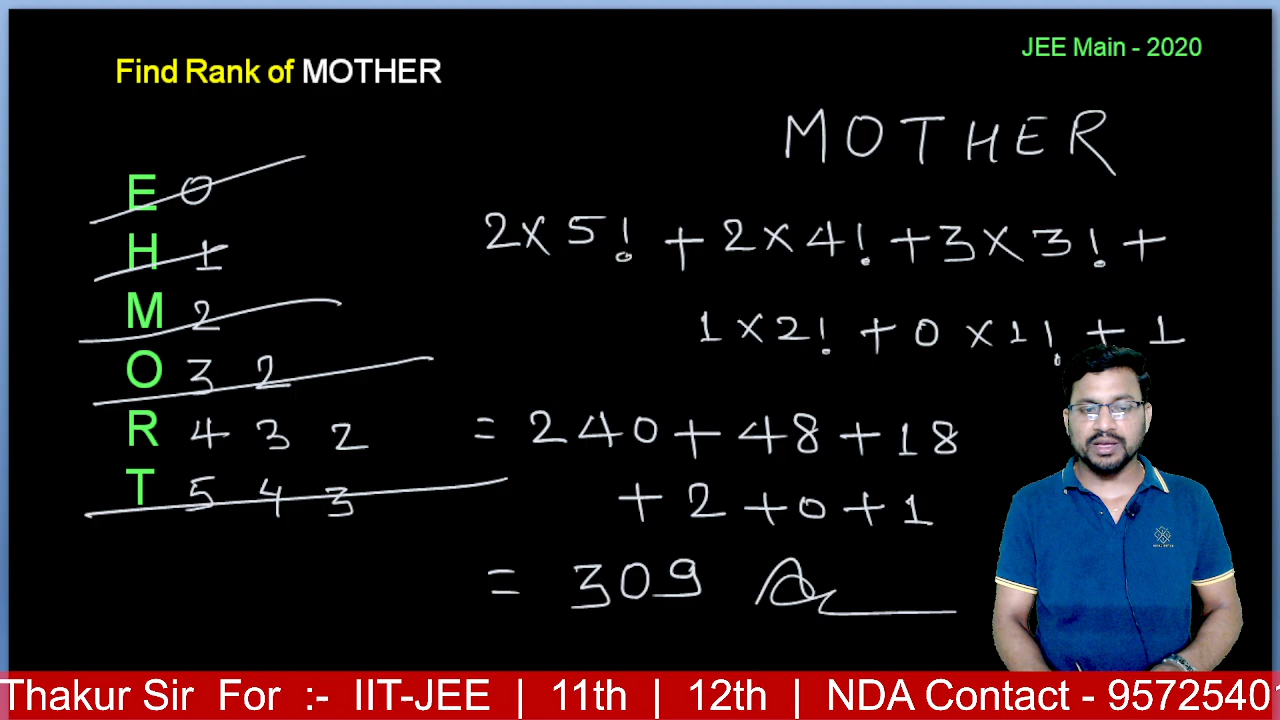 JEE Main - 2020
Find Rank of MOTHER
MOTHER
E 0
H 1
M 2
O 3 2
R 4 3 2
T 5 4 3
2 × 5! + 2 × 4! + 3 × 3! +
1 × 2! + 0 × 1! + 1
= 240 + 48 + 18
+ 2 + 0 + 1
= 309
Thakur Sir For :- IIT-JEE | 11th | 12th | NDA Contact - 9572540